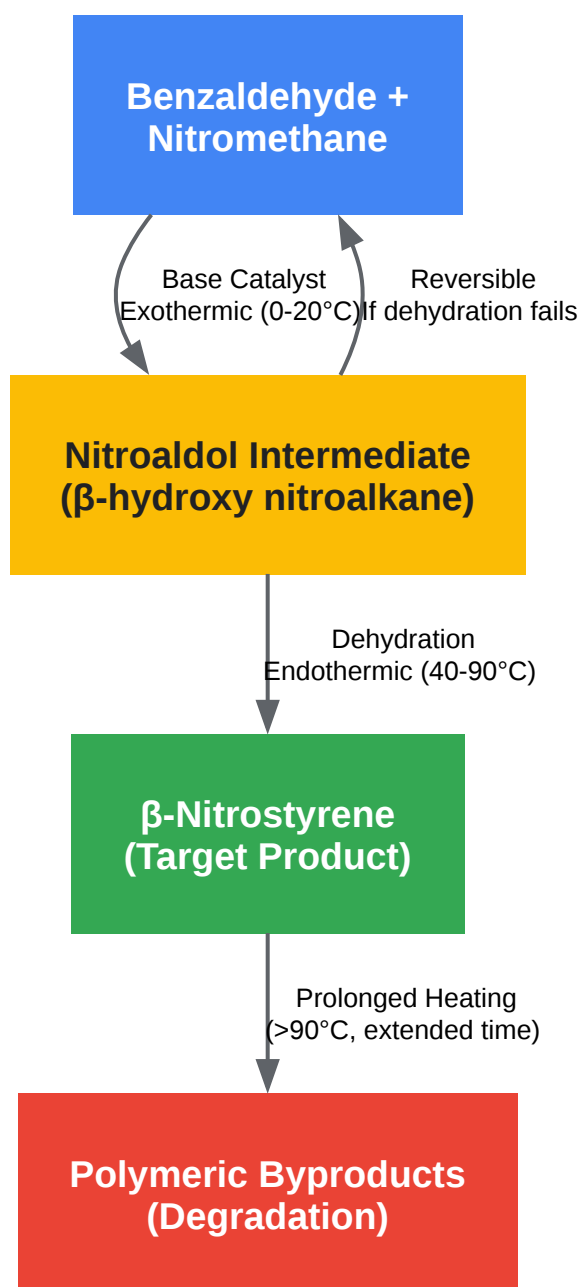 Benzaldehyde +
Nitromethane
Base Catalyst
Exothermic (0-20°C)
Reversible
If dehydration fails
Nitroaldol Intermediate
(β-hydroxy nitroalkane)
Dehydration
Endothermic (40-90°C)
β-Nitrostyrene
(Target Product)
Prolonged Heating
(>90°C, extended time)
Polymeric Byproducts
(Degradation)